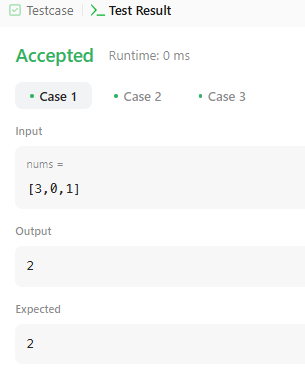 Testcase | >_ Test Result
Accepted Runtime: 0 ms
• Case 1 • Case 2 • Case 3
Input
nums =
[3,0,1]
Output
2
Expected
2